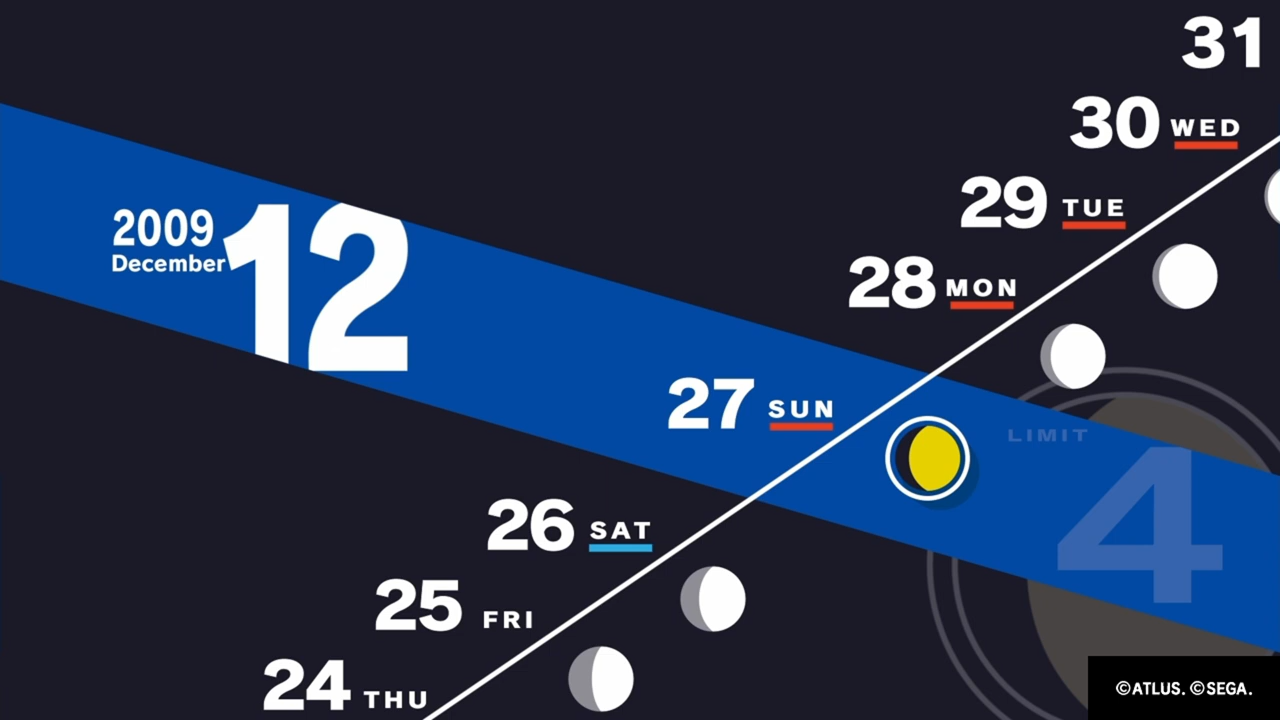 31
30 WED
29 TUE
28 MON
2009
December
12
27 SUN
LIMIT
4
26 SAT
25 FRI
24 THU
©ATLUS. ©SEGA.